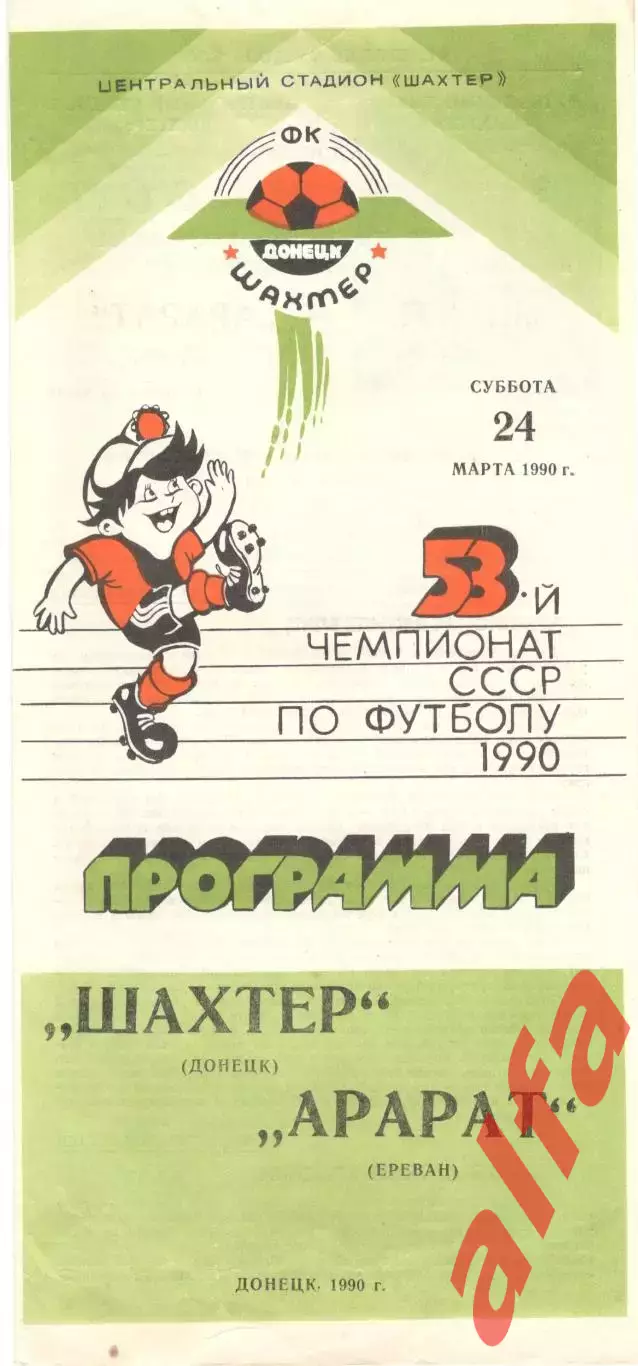 ЦЕНТРАЛЬНЫЙ СТАДИОН «ШАХТЕР»
ФК
ДОНЕЦК
ШАХТЕР
СУББОТА
24
МАРТА 1990 г.
53-й
ЧЕМПИОНАТ
СССР
ПО ФУТБОЛУ
1990
ПРОГРАММА
„ШАХТЕР“
(ДОНЕЦК)
„АРАРАТ“
(ЕРЕВАН)
ДОНЕЦК. 1990 г.
alfa